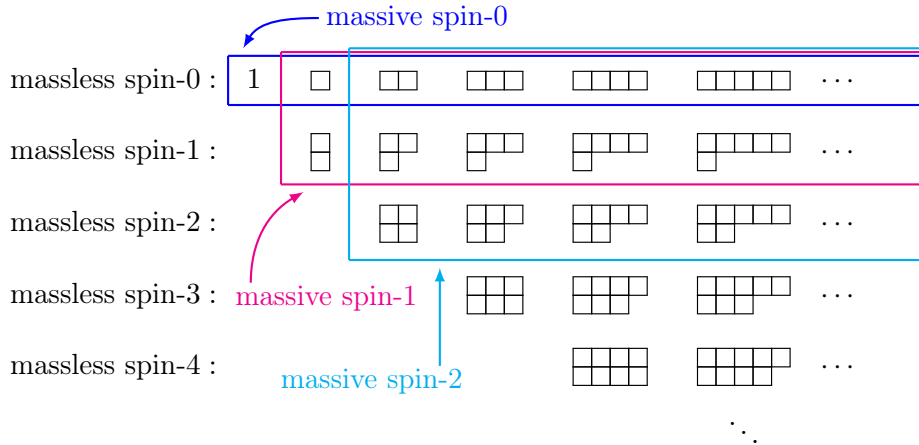 massive spin-0
massless spin-0 : 1 ⋯
massless spin-1 : ⋯
massless spin-2 : ⋯
massless spin-3 : ⋯
massive spin-1
massless spin-4 : ⋯
massive spin-2
⋱